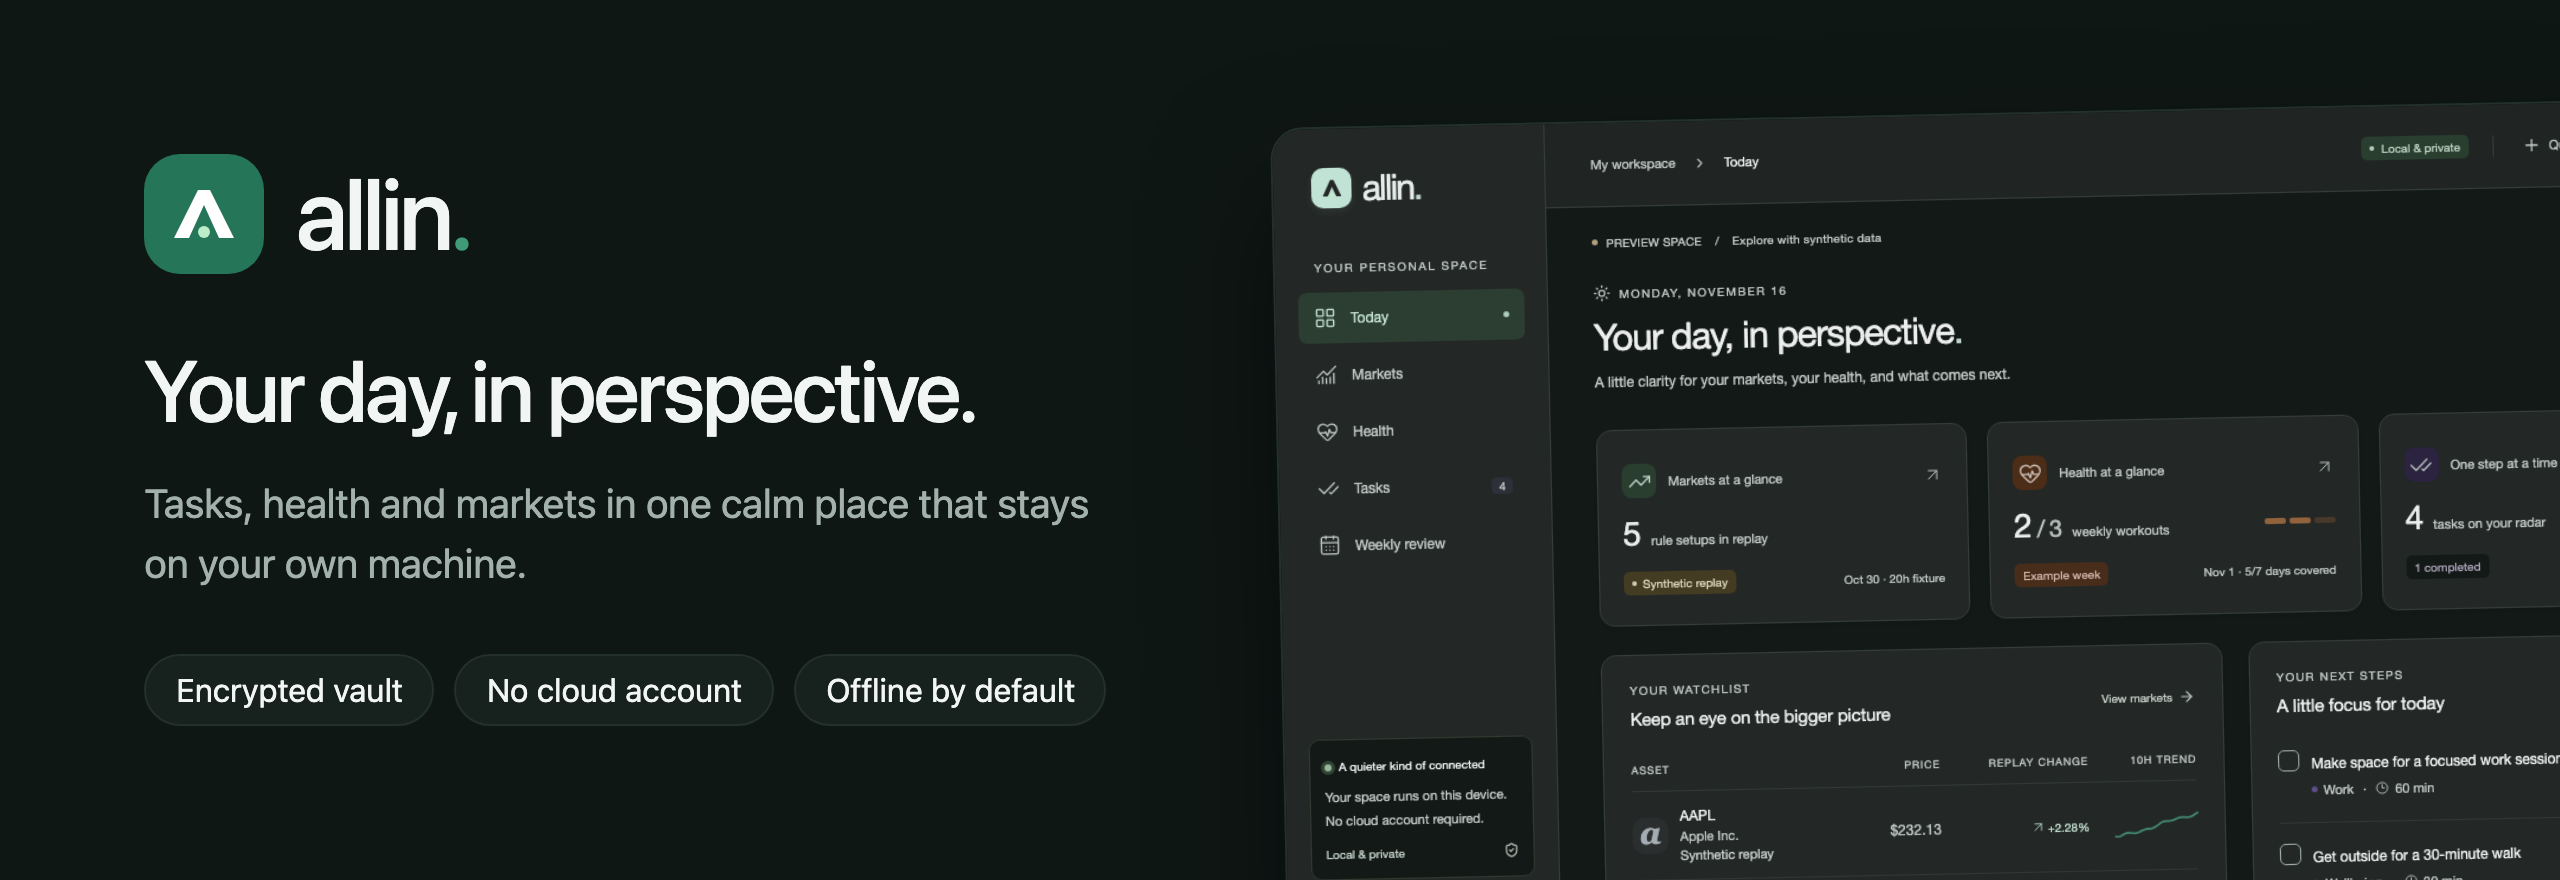 allin.
Your day, in perspective.
Tasks, health and markets in one calm place that stays
on your own machine.
Encrypted vault
No cloud account
Offline by default
allin.
YOUR PERSONAL SPACE
Today
Markets
Health
Tasks
4
Weekly review
A quieter kind of connected
Your space runs on this device.
No cloud account required.
Local & private
My workspace > Today
Local & private
+
PREVIEW SPACE / Explore with synthetic data
MONDAY, NOVEMBER 16
Your day, in perspective.
A little clarity for your markets, your health, and what comes next.
Markets at a glance
5 rule setups in replay
Synthetic replay
Oct 30 · 20h fixture
Health at a glance
2/3 weekly workouts
Example week
Nov 1 · 5/7 days covered
One step at a time
4 tasks on your radar
1 completed
YOUR WATCHLIST
Keep an eye on the bigger picture
View markets →
ASSET PRICE REPLAY CHANGE 10H TREND
a
AAPL
Apple Inc.
Synthetic replay
$232.13
+2.28%
YOUR NEXT STEPS
A little focus for today
Make space for a focused work session
Work · 60 min
Get outside for a 30-minute walk